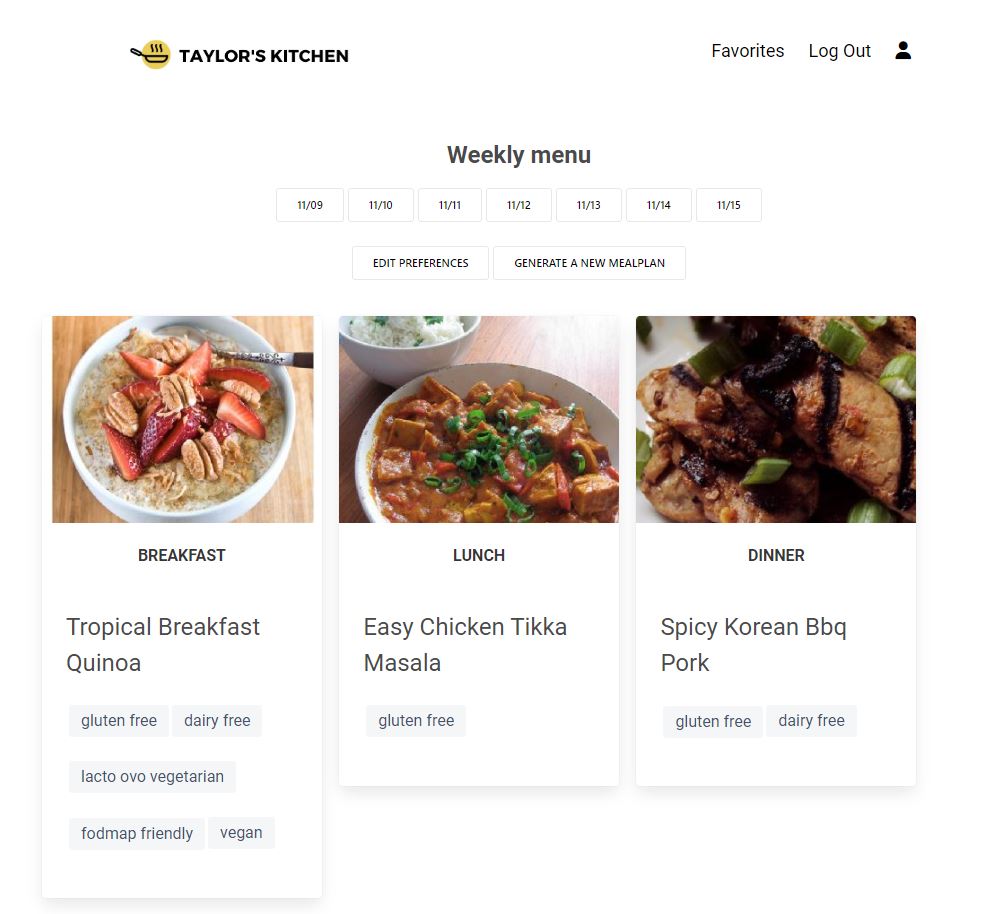 TAYLOR'S KITCHEN
Favorites Log Out
Weekly menu
11/09 11/10 11/11 11/12 11/13 11/14 11/15
EDIT PREFERENCES GENERATE A NEW MEALPLAN
BREAKFAST
Tropical Breakfast
Quinoa
gluten free dairy free
lacto ovo vegetarian
fodmap friendly vegan
LUNCH
Easy Chicken Tikka
Masala
gluten free
DINNER
Spicy Korean Bbq
Pork
gluten free dairy free